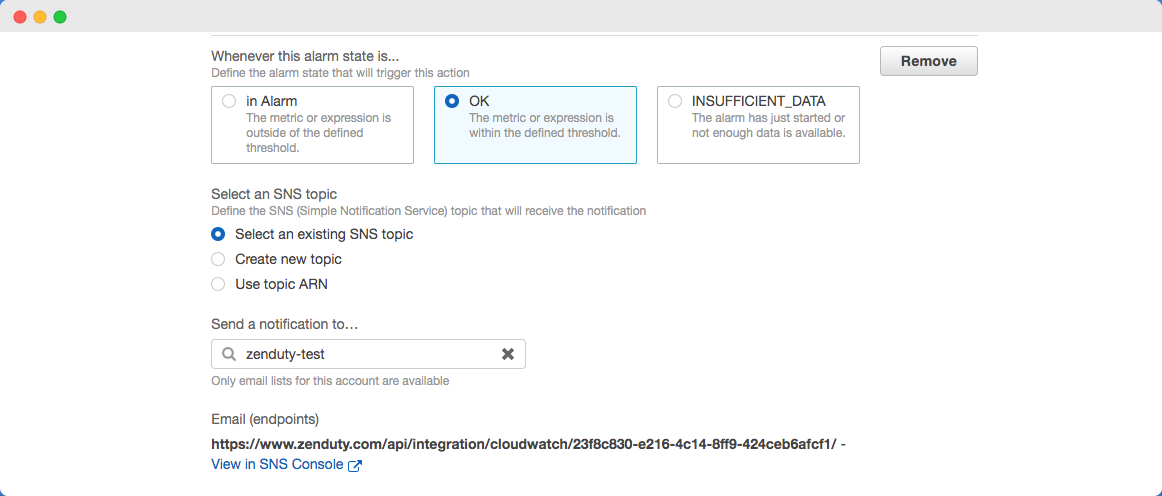 Whenever this alarm state is...
Define the alarm state that will trigger this action
Remove
in Alarm
The metric or expression is
outside of the defined
threshold.
OK
The metric or expression is
within the defined threshold.
INSUFFICIENT_DATA
The alarm has just started or
not enough data is available.
Select an SNS topic
Define the SNS (Simple Notification Service) topic that will receive the notification
Select an existing SNS topic
Create new topic
Use topic ARN
Send a notification to…
zenduty-test
Only email lists for this account are available
Email (endpoints)
https://www.zenduty.com/api/integration/cloudwatch/23f8c830-e216-4c14-8ff9-424ceb6afcf1/ -
View in SNS Console